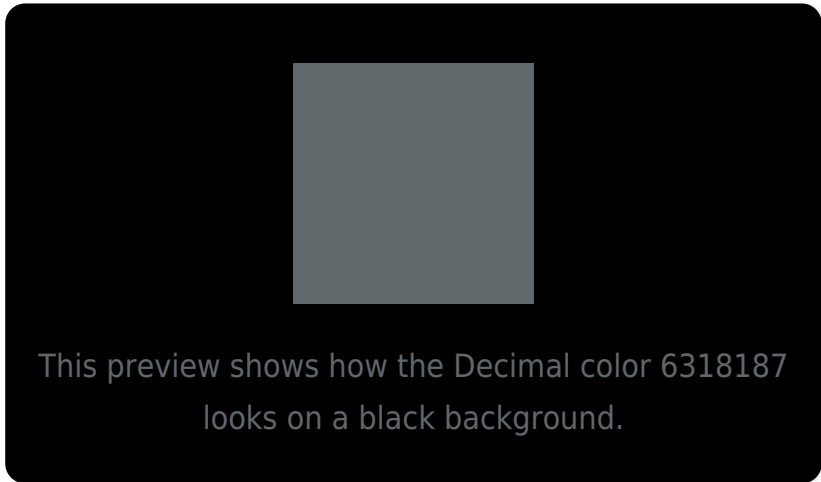 This preview shows how the Decimal color 6318187
looks on a black background.